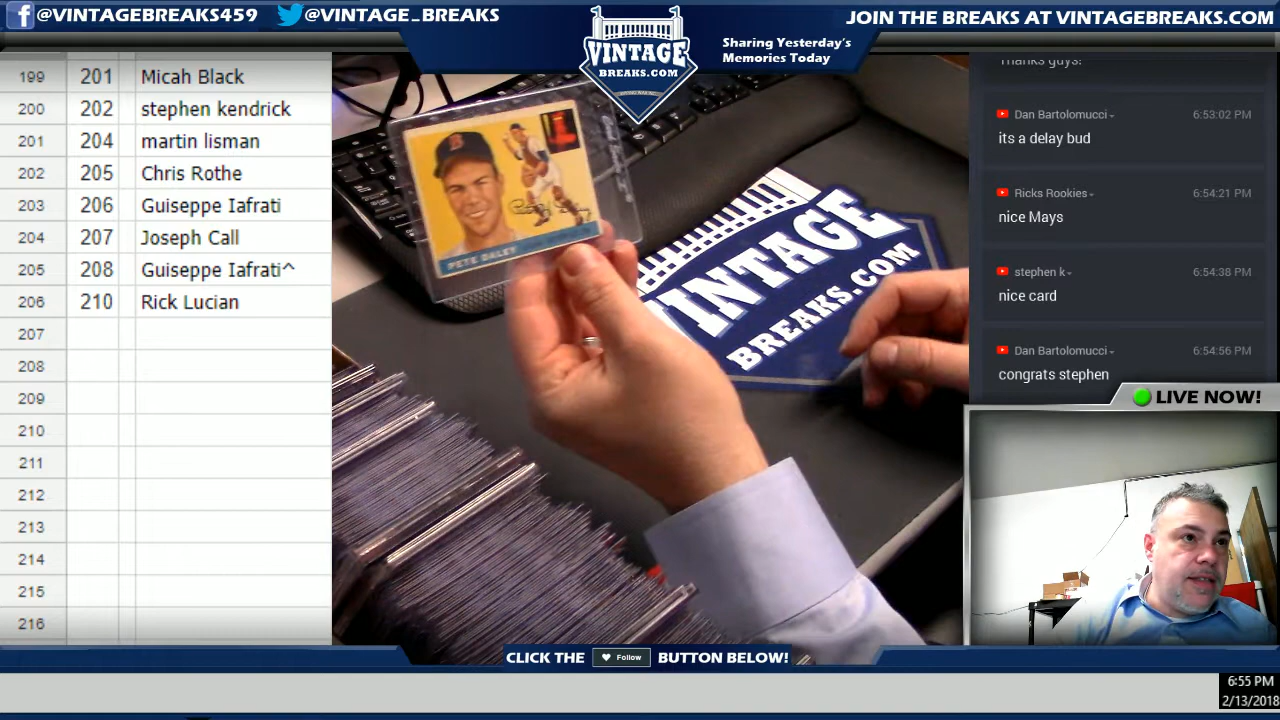 @VINTAGEBREAKS459
@VINTAGE_BREAKS
VINTAGE
BREAKS.COM
Sharing Yesterday's
Memories Today
JOIN THE BREAKS AT VINTAGEBREAKS.COM
199 201 Micah Black
200 202 stephen kendrick
201 204 martin lisman
202 205 Chris Rothe
203 206 Guiseppe Iafrati
204 207 Joseph Call
205 208 Guiseppe Iafrati^
206 210 Rick Lucian
207
208
209
210
211
212
213
214
215
216
PETE DALEY
VINTAGE
BREAKS.COM
Thanks guys!
Dan Bartolomucci 6:53:02 PM
its a delay bud
Ricks Rookies 6:54:21 PM
nice Mays
stephen k 6:54:38 PM
nice card
Dan Bartolomucci 6:54:56 PM
congrats stephen
LIVE NOW!
CLICK THE Follow BUTTON BELOW!
6:55 PM
2/13/2018